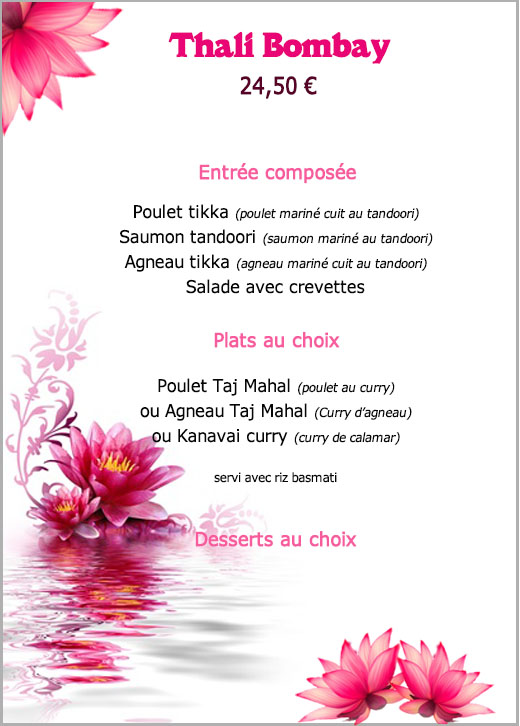 Thali Bombay
24,50 €
Entrée composée
Poulet tikka (poulet mariné cuit au tandoori)
Saumon tandoori (saumon mariné au tandoori)
Agneau tikka (agneau mariné cuit au tandoori)
Salade avec crevettes
Plats au choix
Poulet Taj Mahal (poulet au curry)
ou Agneau Taj Mahal (Curry d’agneau)
ou Kanavai curry (curry de calamar)
servi avec riz basmati
Desserts au choix